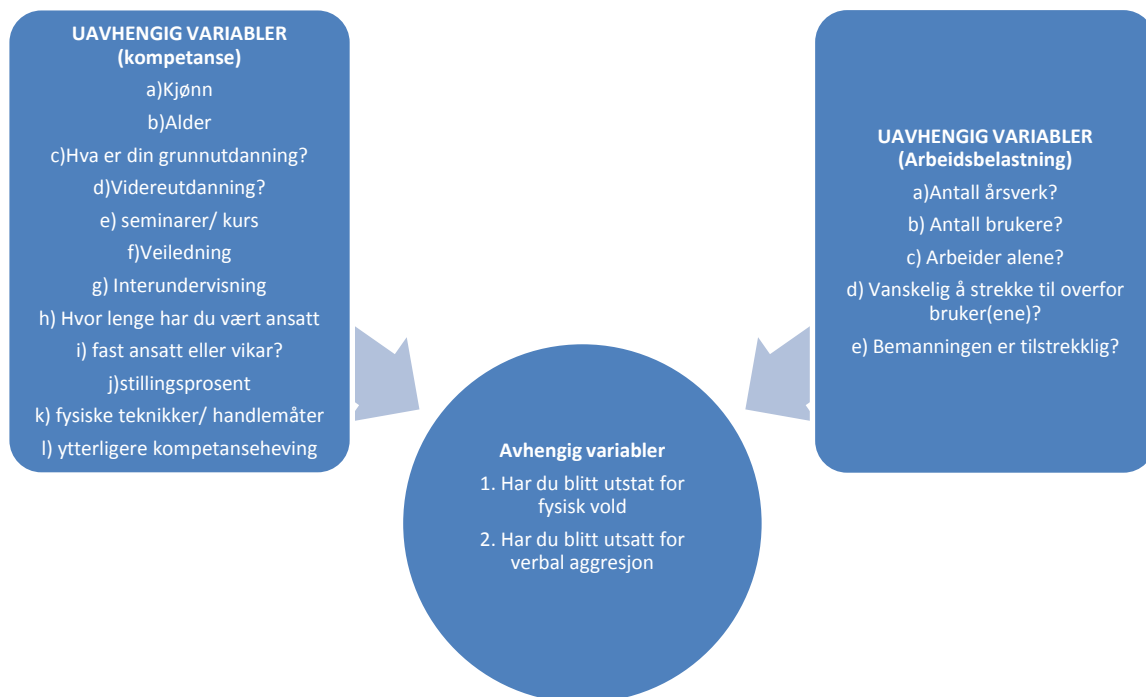 UAVHENGIG VARIABLER
(kompetanse)
a)Kjønn
b)Alder
c)Hva er din grunnutdanning?
d)Videreutdanning?
e) seminarer/ kurs
f)Veiledning
g) Interundervisning
h) Hvor lenge har du vært ansatt
i) fast ansatt eller vikar?
j)stillingsprosent
k) fysiske teknikker/ handlemåter
l) ytterligere kompetanseheving
UAVHENGIG VARIABLER
(Arbeidsbelastning)
a)Antall årsverk?
b) Antall brukere?
c) Arbeider alene?
d) Vanskelig å strekke til overfor
bruker(ene)?
e) Bemanningen er tilstrekklig?
Avhengig variabler
1. Har du blitt utstat for
fysisk vold
2. Har du blitt utsatt for
verbal aggresjon